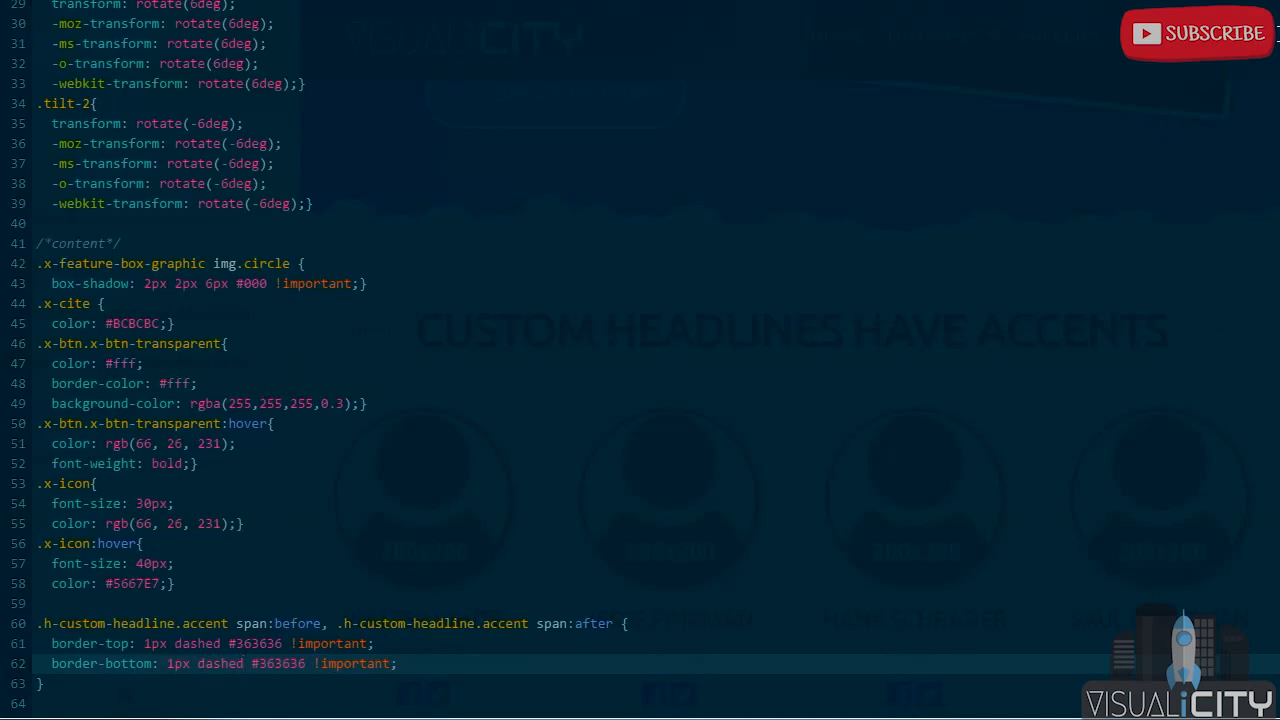 29 transform: rotate(6deg);
30 -moz-transform: rotate(6deg);
31 -ms-transform: rotate(6deg);
32 -o-transform: rotate(6deg);
33 -webkit-transform: rotate(6deg);}
34 .tilt-2{
35 transform: rotate(-6deg);
36 -moz-transform: rotate(-6deg);
37 -ms-transform: rotate(-6deg);
38 -o-transform: rotate(-6deg);
39 -webkit-transform: rotate(-6deg);}
40
41 /*content*/
42 .x-feature-box-graphic img.circle {
43 box-shadow: 2px 2px 6px #000 !important;}
44 .x-cite {
45 color: #BCBCBC;}
46 .x-btn.x-btn-transparent{
47 color: #fff;
48 border-color: #fff;
49 background-color: rgba(255,255,255,0.3);}
50 .x-btn.x-btn-transparent:hover{
51 color: rgb(66, 26, 231);
52 font-weight: bold;}
53 .x-icon{
54 font-size: 30px;
55 color: rgb(66, 26, 231);}
56 .x-icon:hover{
57 font-size: 40px;
58 color: #5667E7;}
59
60 .h-custom-headline.accent span:before, .h-custom-headline.accent span:after {
61 border-top: 1px dashed #363636 !important;
62 border-bottom: 1px dashed #363636 !important;
63 }
64
SUBSCRIBE
VISUALiCITY
CUSTOM HEADLINES HAVE ACCENTS
VISUALiCITY